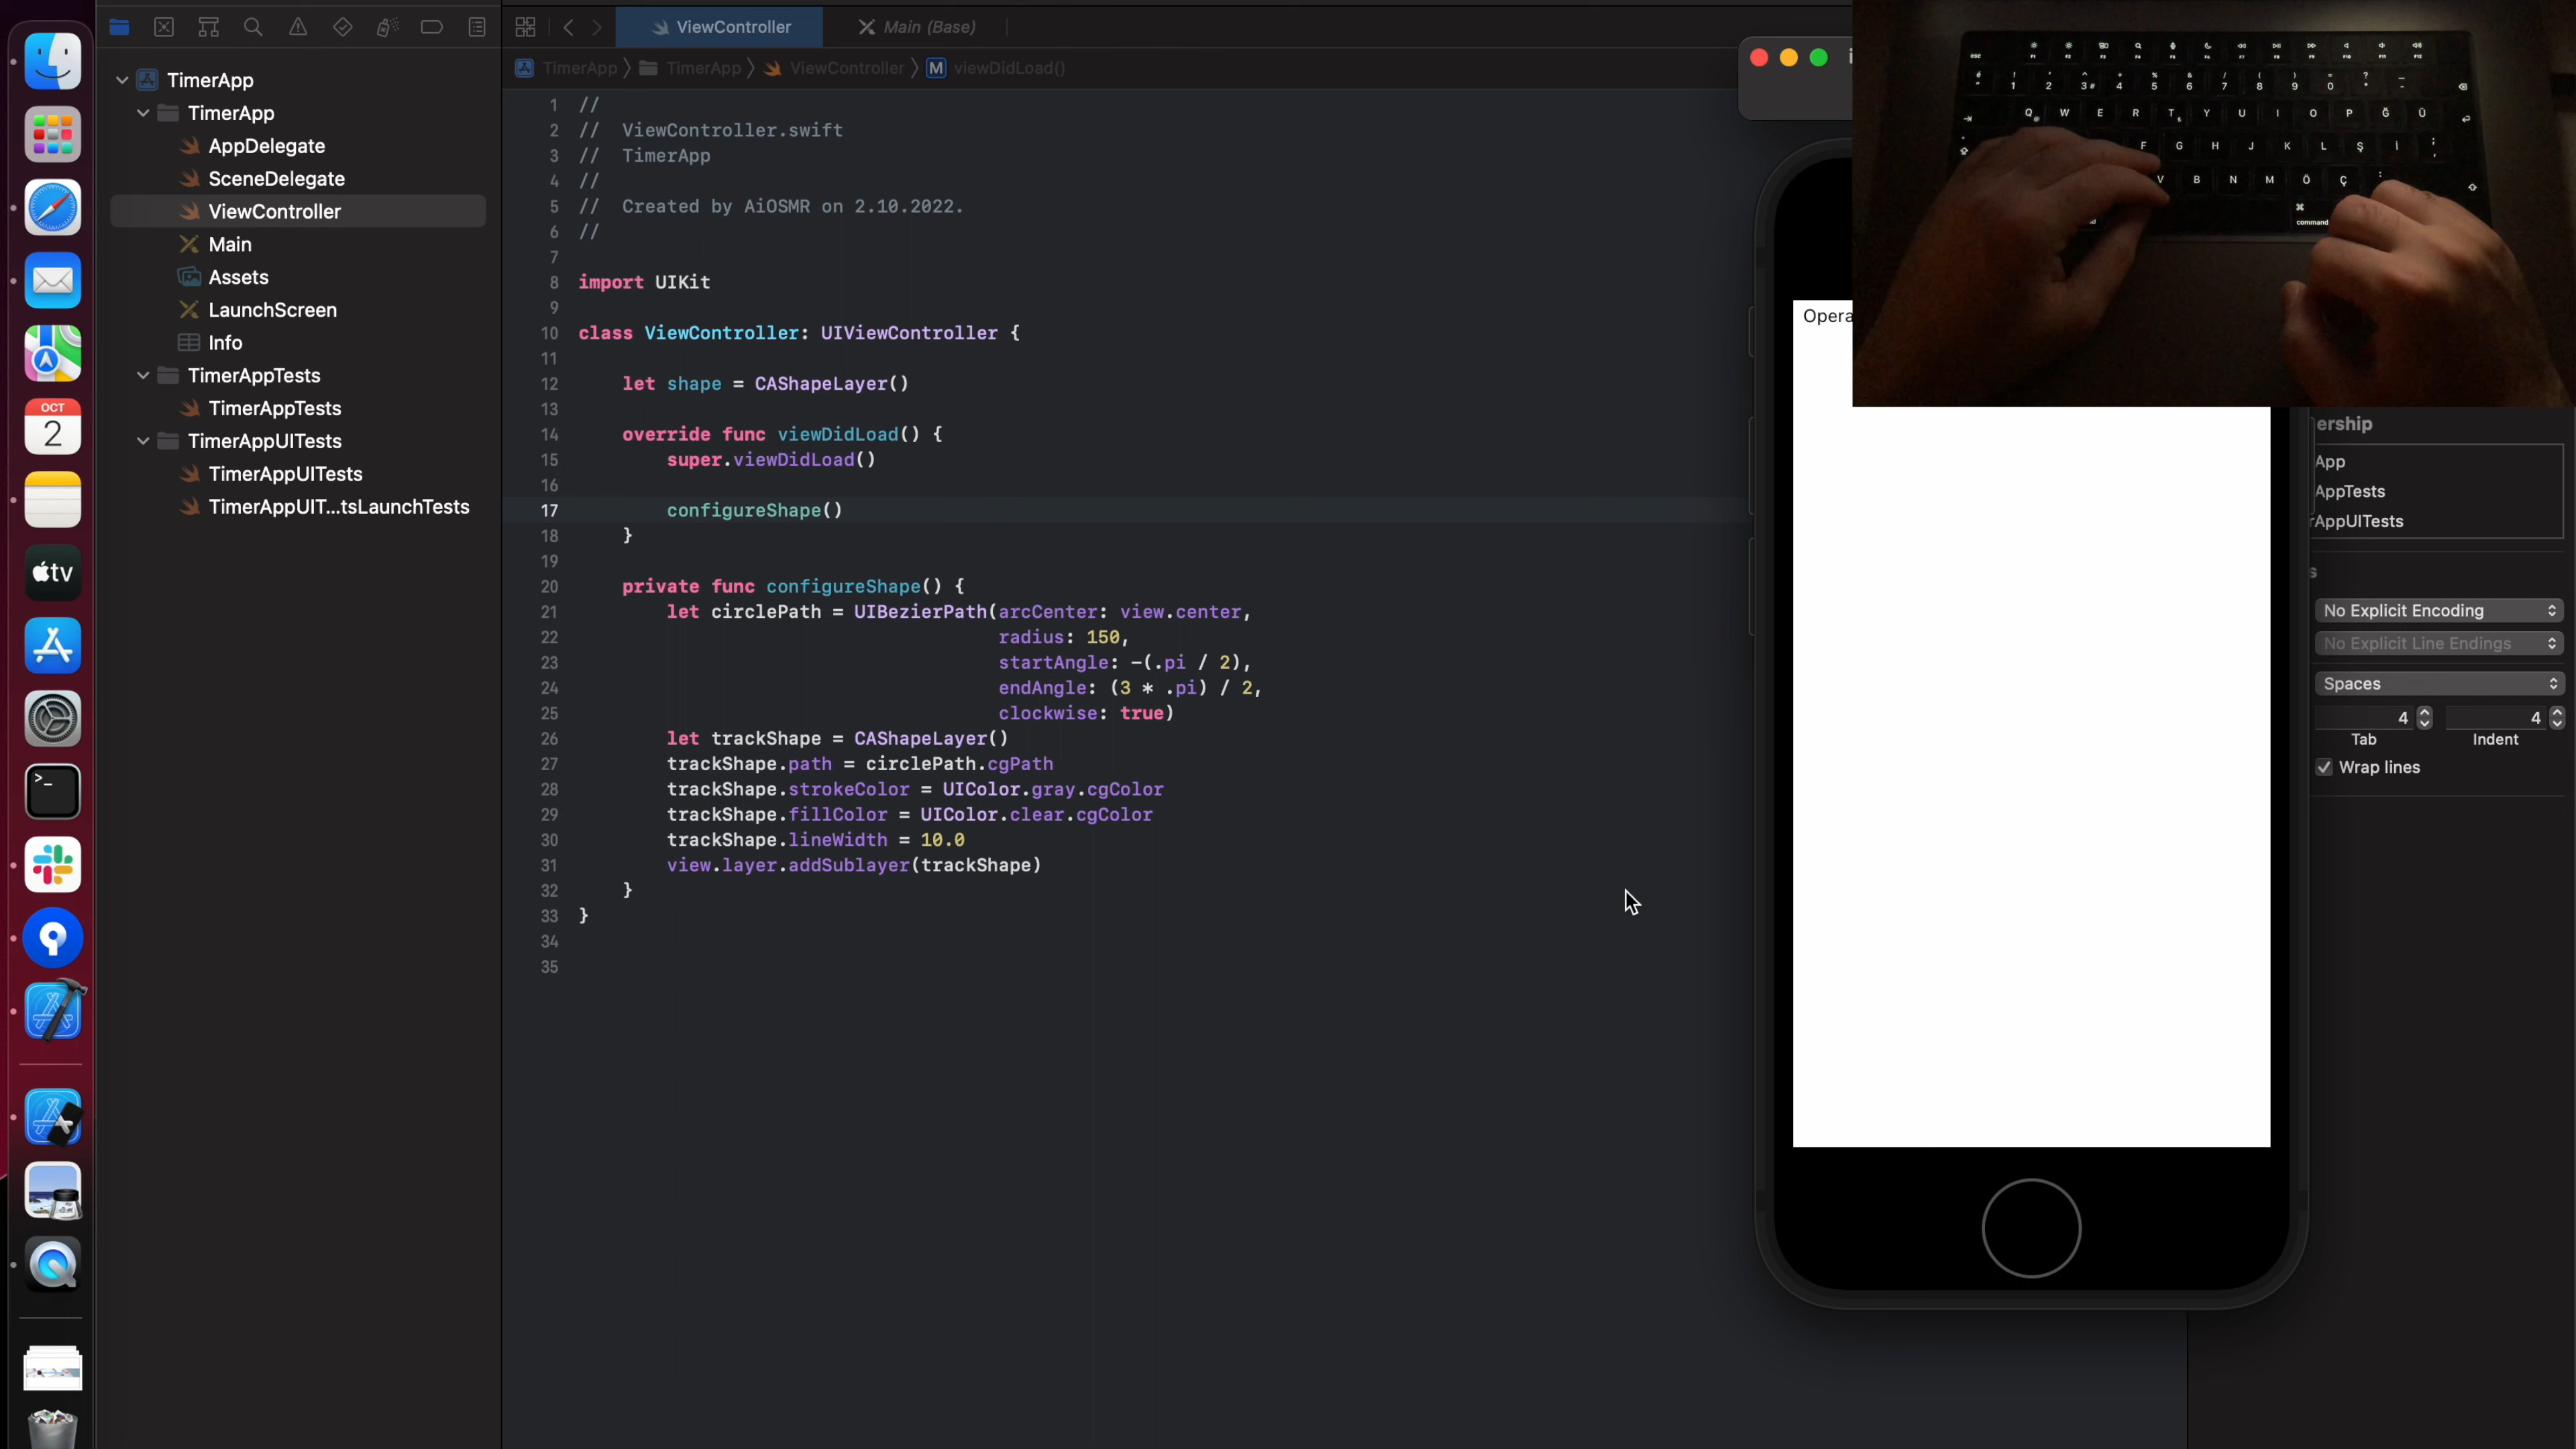 ViewController
Main (Base)
TimerApp
TimerApp
ViewController
M
viewDidLoad()
TimerApp
TimerApp
AppDelegate
SceneDelegate
ViewController
Main
Assets
LaunchScreen
Info
TimerAppTests
TimerAppTests
TimerAppUITests
TimerAppUITests
TimerAppUIT...tsLaunchTests
OCT
2
tv
>_
1 //
2 // ViewController.swift
3 // TimerApp
4 //
5 // Created by AiOSMR on 2.10.2022.
6 //
7
8 import UIKit
9
10 class ViewController: UIViewController {
11
12 let shape = CAShapeLayer()
13
14 override func viewDidLoad() {
15 super.viewDidLoad()
16
17 configureShape()
18 }
19
20 private func configureShape() {
21 let circlePath = UIBezierPath(arcCenter: view.center,
22 radius: 150,
23 startAngle: -(.pi / 2),
24 endAngle: (3 * .pi) / 2,
25 clockwise: true)
26 let trackShape = CAShapeLayer()
27 trackShape.path = circlePath.cgPath
28 trackShape.strokeColor = UIColor.gray.cgColor
29 trackShape.fillColor = UIColor.clear.cgColor
30 trackShape.lineWidth = 10.0
31 view.layer.addSublayer(trackShape)
32 }
33 }
34
35
Opera
esc
Q W E R T Y U I O P Ğ Ü
F G H J K L Ş İ
V B N M Ö Ç
command
ership
App
AppTests
rAppUITests
s
No Explicit Encoding
No Explicit Line Endings
Spaces
4 4
Tab Indent
Wrap lines